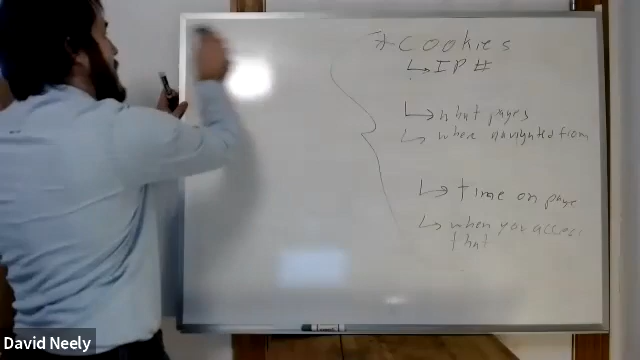 * Cookies
↳ IP #
↳ what pages
↳ where navigated from
↳ time on page
↳ when you access
that
David Neely